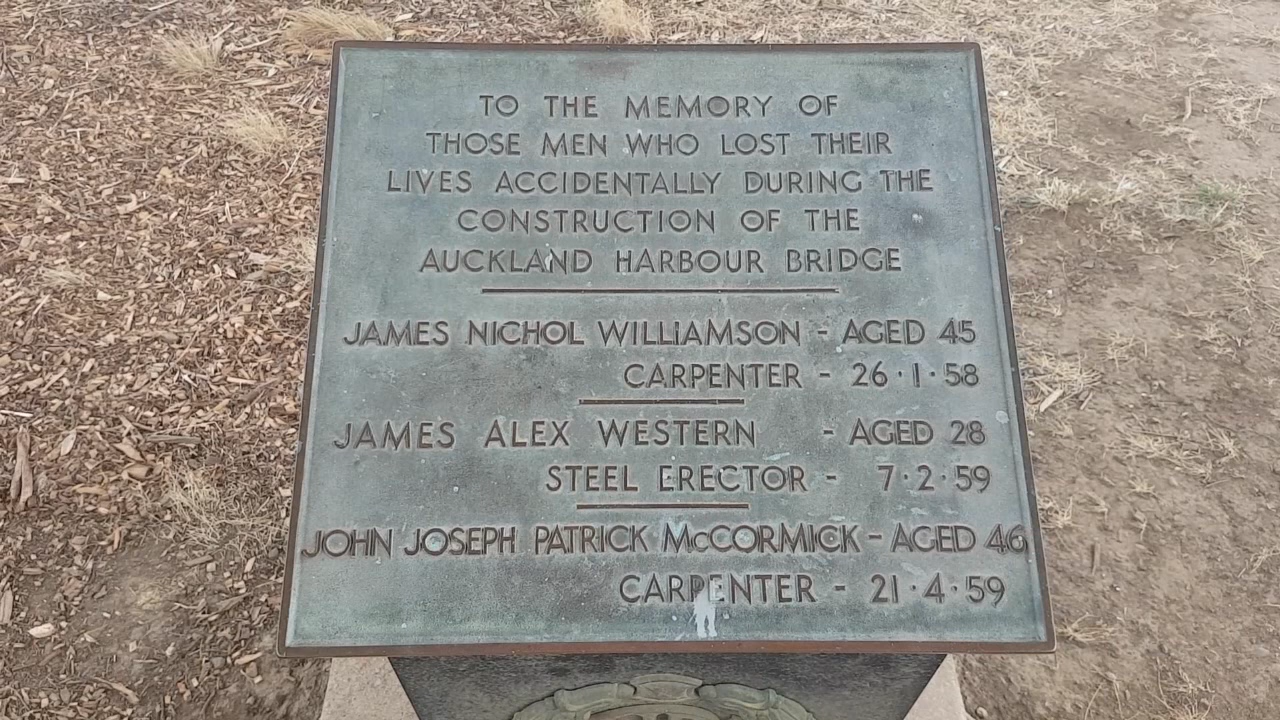 TO THE MEMORY OF
THOSE MEN WHO LOST THEIR
LIVES ACCIDENTALLY DURING THE
CONSTRUCTION OF THE
AUCKLAND HARBOUR BRIDGE
JAMES NICHOL WILLIAMSON - AGED 45
CARPENTER - 26·1·58
JAMES ALEX WESTERN - AGED 28
STEEL ERECTOR - 7·2·59
JOHN JOSEPH PATRICK McCORMICK - AGED 46
CARPENTER - 21·4·59